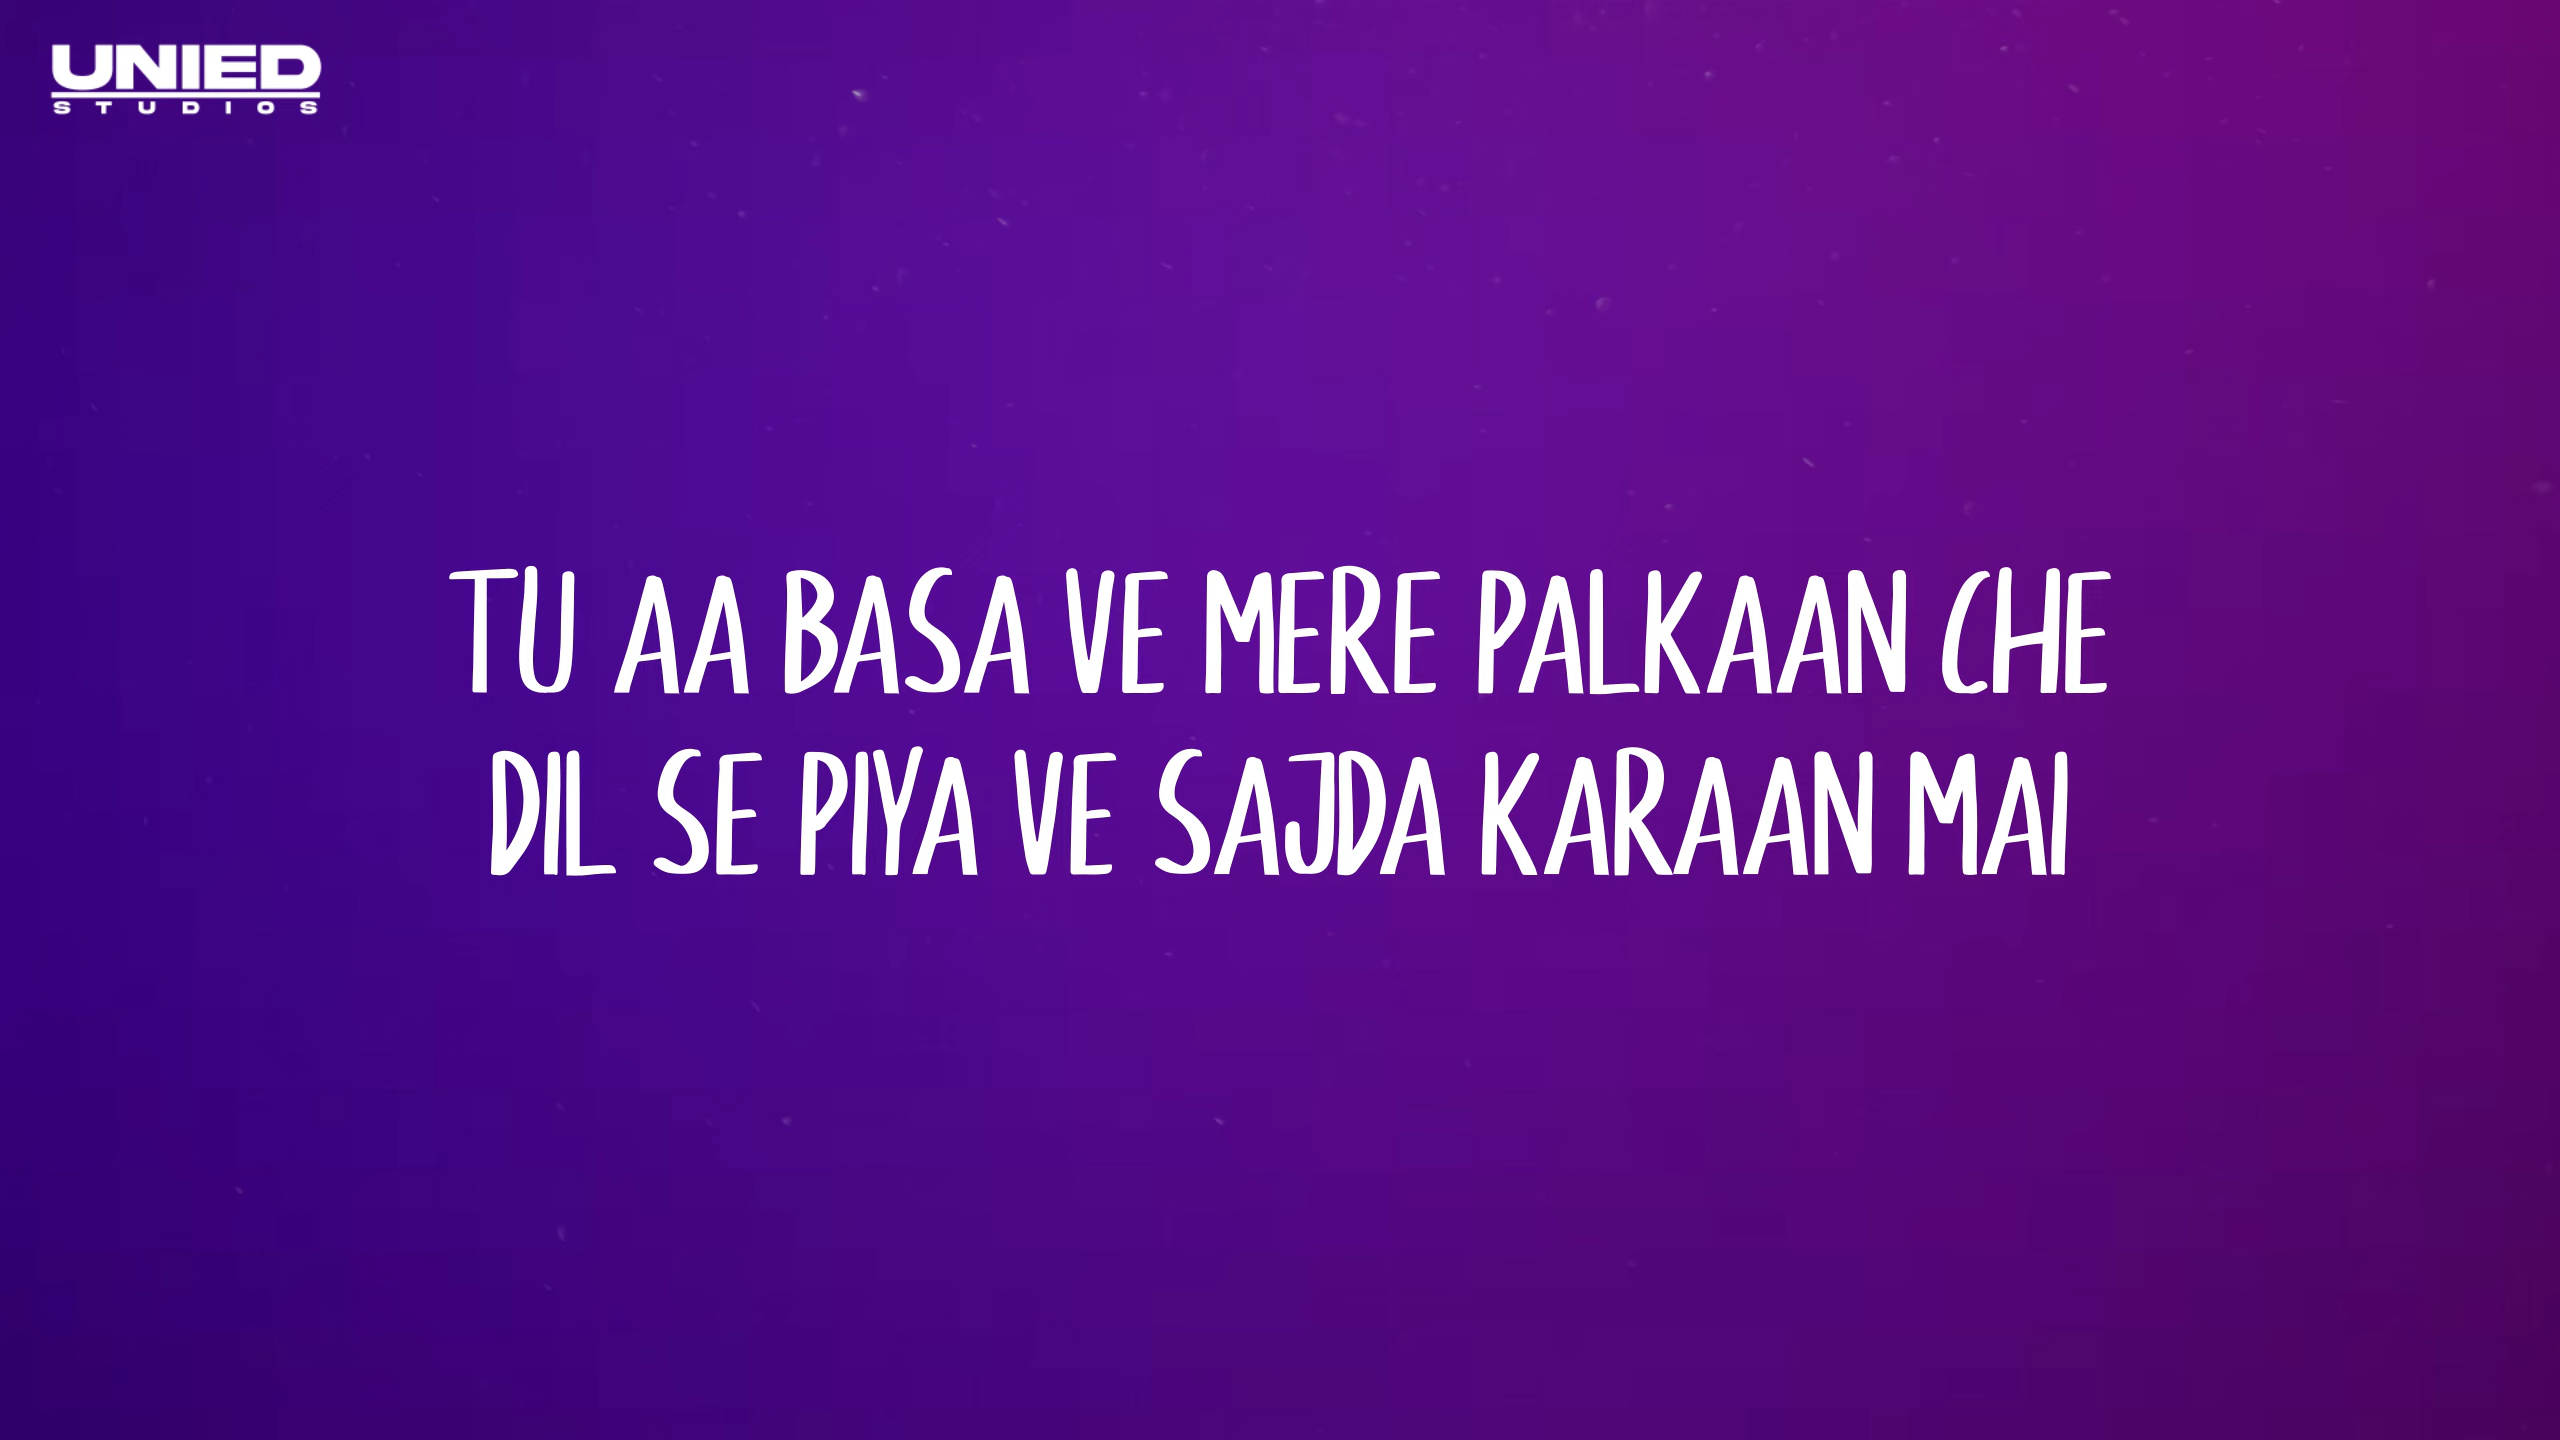 UNIED
STUDIOS
TU AA BASA VE MERE PALKAAN CHE
DIL SE PIYA VE SAJDA KARAAN MAI